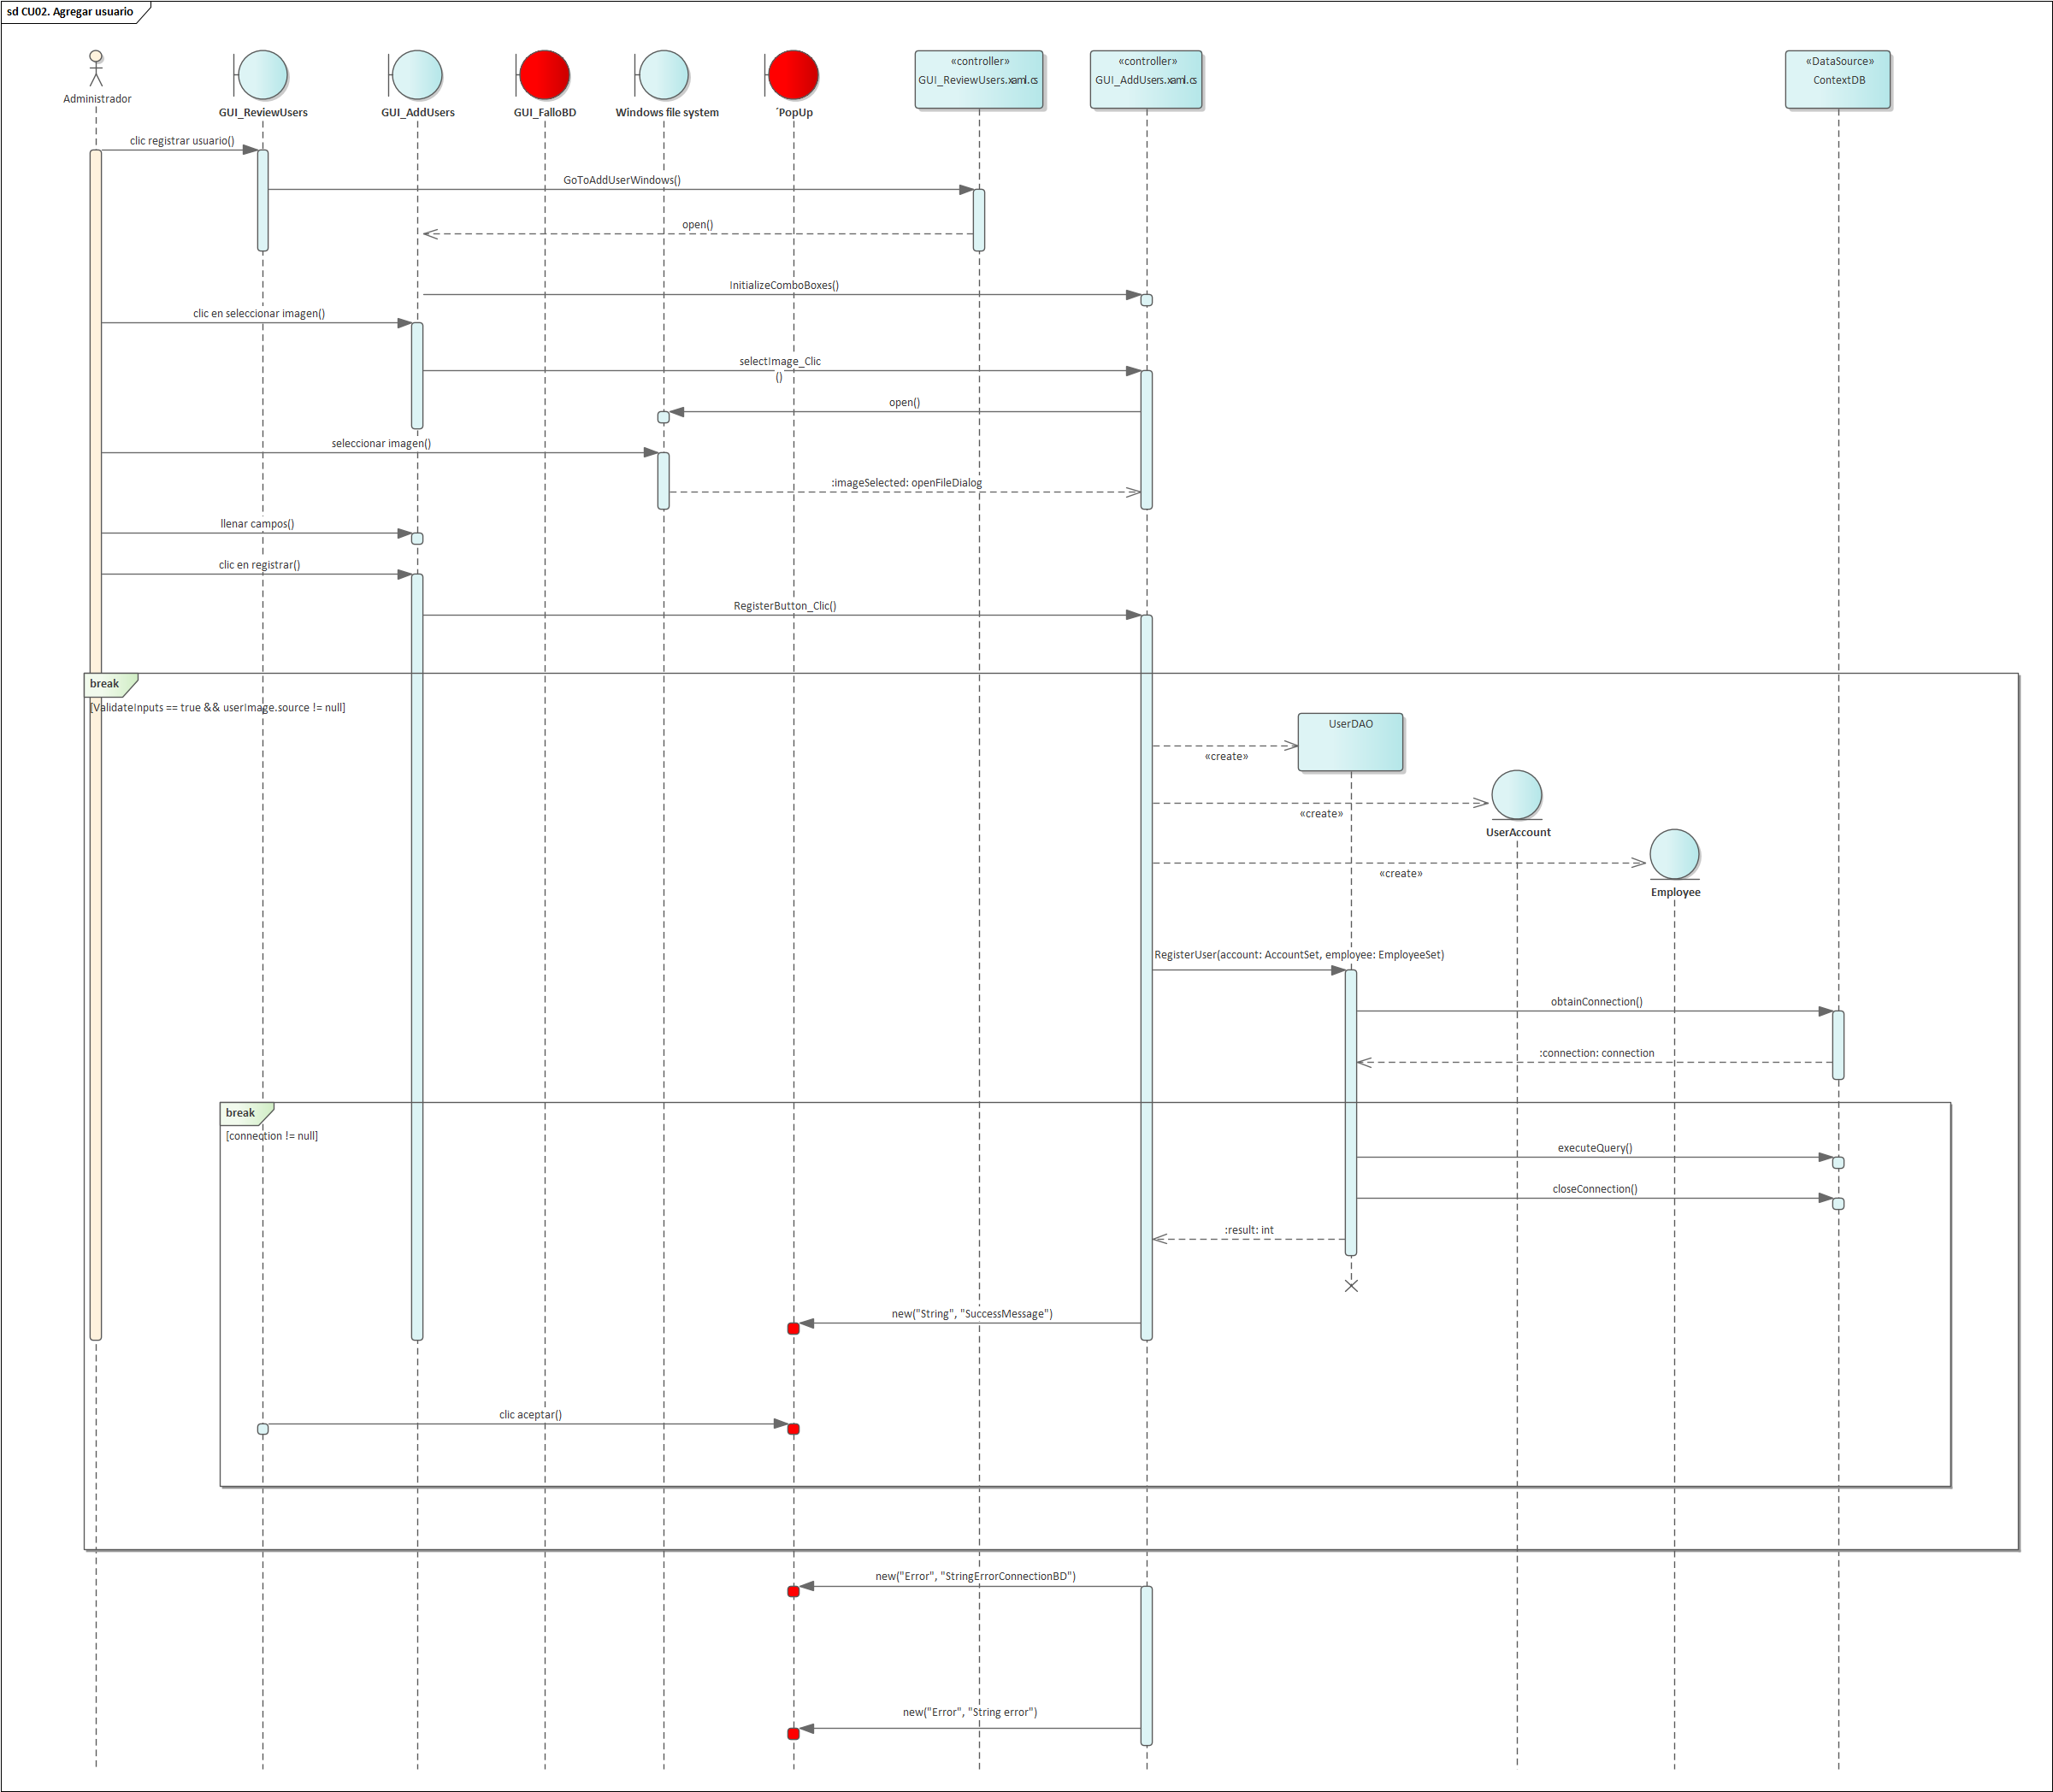 sd CU02. Agregar usuario
Administrador
GUI_ReviewUsers
GUI_AddUsers
GUI_FalloBD
Windows file system
´PopUp
«controller»
GUI_ReviewUsers.xaml.cs
«controller»
GUI_AddUsers.xaml.cs
«DataSource»
ContextDB
clic registrar usuario()
GoToAddUserWindows()
open()
InitializeComboBoxes()
clic en seleccionar imagen()
selectImage_Clic
()
open()
seleccionar imagen()
:imageSelected: openFileDialog
llenar campos()
clic en registrar()
RegisterButton_Clic()
break
[ValidateInputs == true && userImage.source != null]
UserDAO
«create»
«create»
UserAccount
«create»
Employee
RegisterUser(account: AccountSet, employee: EmployeeSet)
obtainConnection()
:connection: connection
break
[connection != null]
executeQuery()
closeConnection()
:result: int
new("String", "SuccessMessage")
clic aceptar()
new("Error", "StringErrorConnectionBD")
new("Error", "String error")